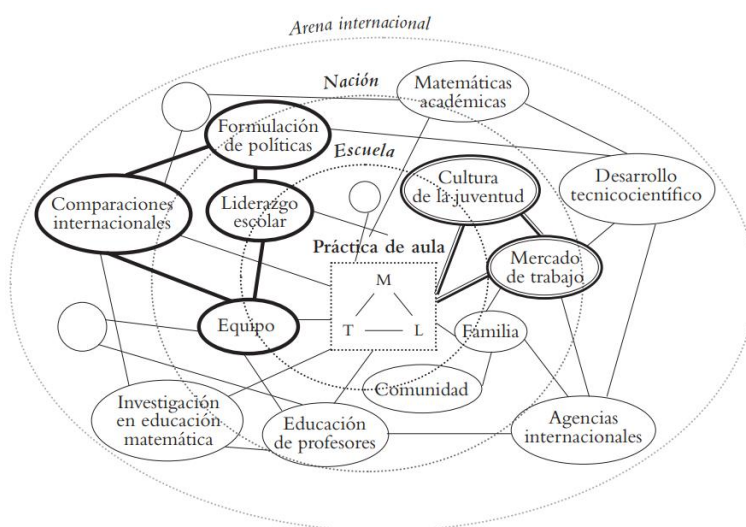 Arena internacional
Nación
Matemáticas
académicas
Formulación
de políticas
Escuela
Cultura
de la juventud
Desarrollo
tecnicocientífico
Comparaciones
internacionales
Liderazgo
escolar
Práctica de aula
Mercado
de trabajo
M
T
L
Equipo
Familia
Comunidad
Investigación
en educación
matemática
Educación
de profesores
Agencias
internacionales